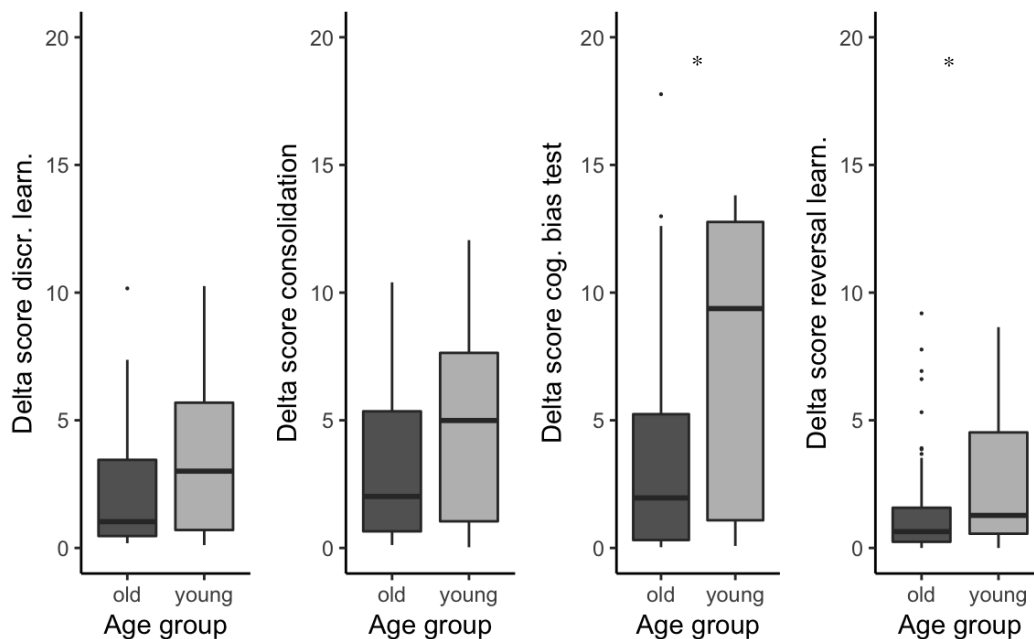 Delta score discr. learn.
20
15
10
5
0
old young
Age group
Delta score consolidation
20
15
10
5
0
old young
Age group
Delta score cog. bias test
20
15
10
5
0
*
old young
Age group
Delta score reversal learn.
20
15
10
5
0
*
old young
Age group